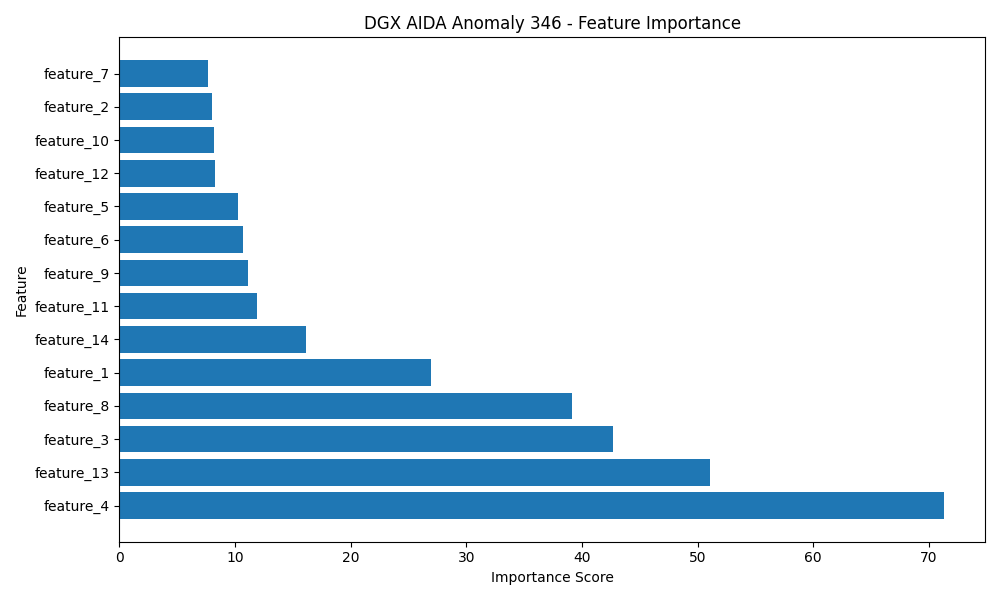 DGX AIDA Anomaly 346 - Feature Importance
feature_7
feature_2
feature_10
feature_12
feature_5
feature_6
feature_9
feature_11
feature_14
feature_1
feature_8
feature_3
feature_13
feature_4
Feature
0 10 20 30 40 50 60 70
Importance Score